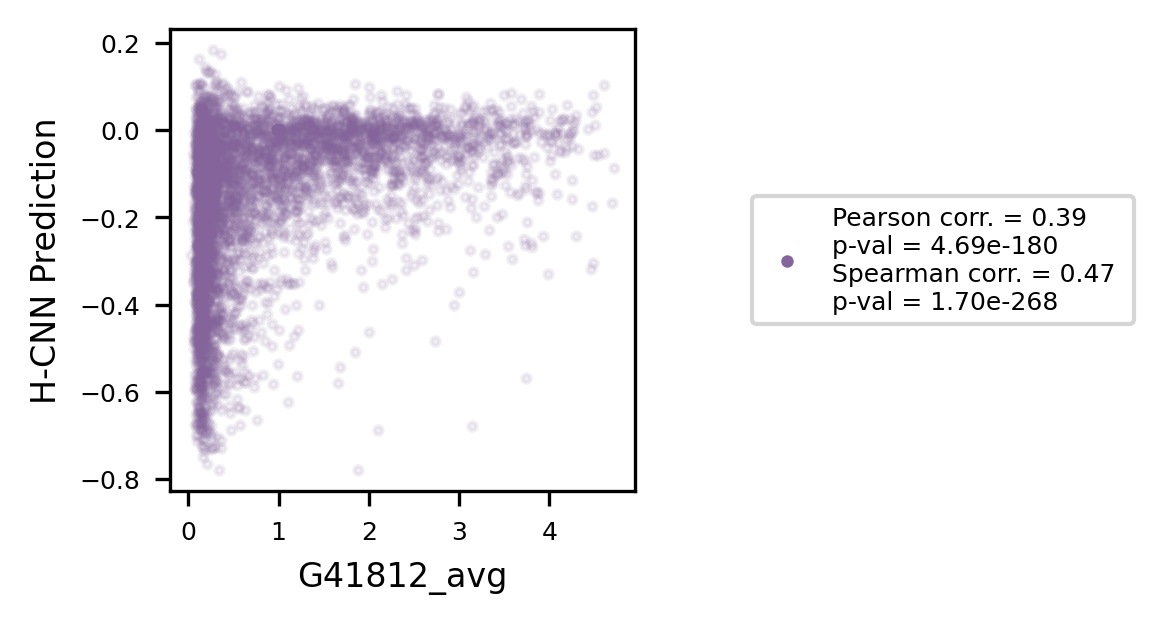 H-CNN Prediction
0.2
0.0
−0.2
−0.4
−0.6
−0.8
0 1 2 3 4
G41812_avg
Pearson corr. = 0.39
p-val = 4.69e-180
Spearman corr. = 0.47
p-val = 1.70e-268